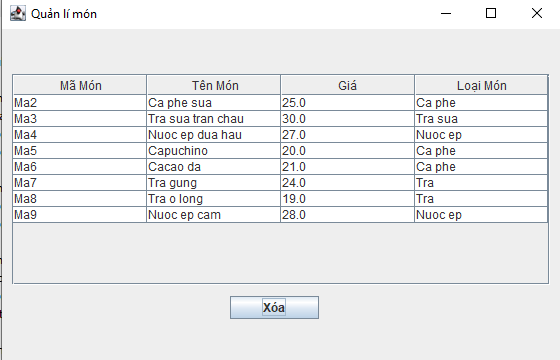 Quản lí món
Mã Món Tên Món Giá Loại Món
Ma2 Ca phe sua 25.0 Ca phe
Ma3 Tra sua tran chau 30.0 Tra sua
Ma4 Nuoc ep dua hau 27.0 Nuoc ep
Ma5 Capuchino 20.0 Ca phe
Ma6 Cacao da 21.0 Ca phe
Ma7 Tra gung 24.0 Tra
Ma8 Tra o long 19.0 Tra
Ma9 Nuoc ep cam 28.0 Nuoc ep
Xóa